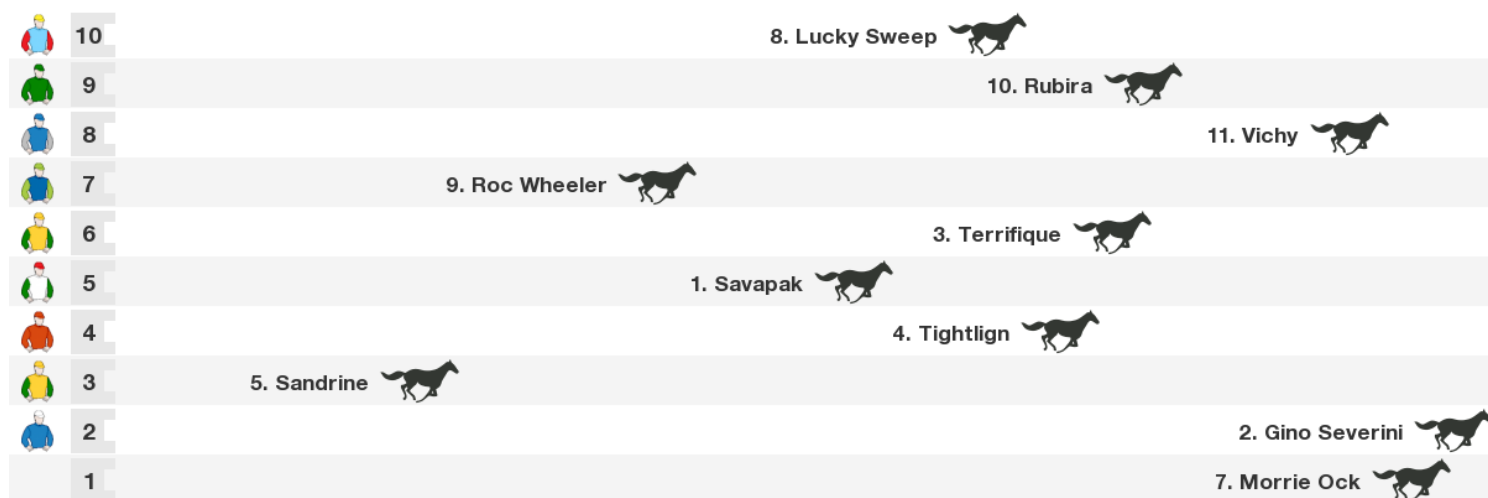 10 8. Lucky Sweep
9 10. Rubira
8 11. Vichy
7 9. Roc Wheeler
6 3. Terrifique
5 1. Savapak
4 4. Tightlign
3 5. Sandrine
2 2. Gino Severini
1 7. Morrie Ock